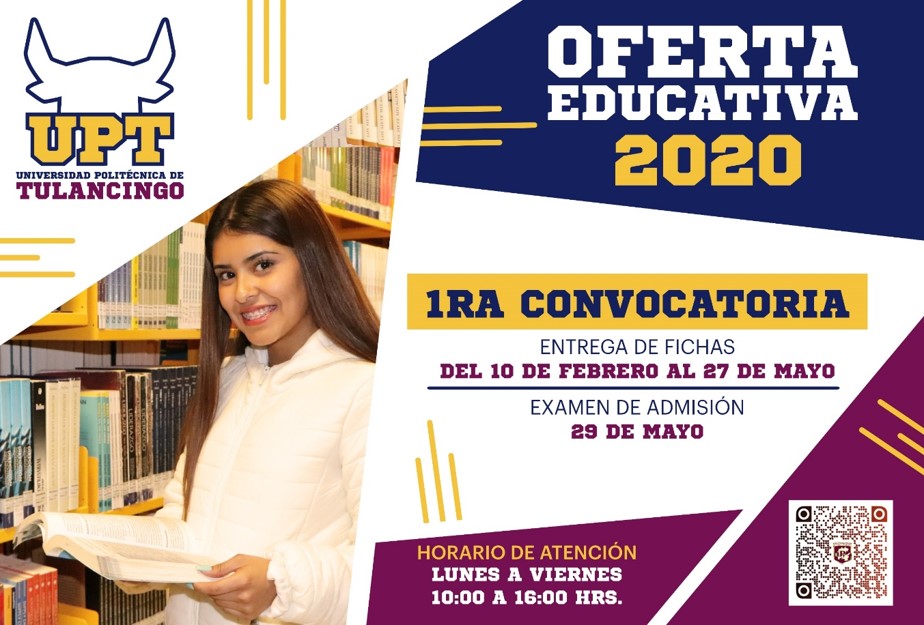 UPT
UNIVERSIDAD POLITÉCNICA DE
TULANCINGO
OFERTA
EDUCATIVA
2020
1RA CONVOCATORIA
ENTREGA DE FICHAS
DEL 10 DE FEBRERO AL 27 DE MAYO
EXAMEN DE ADMISIÓN
29 DE MAYO
HORARIO DE ATENCIÓN
LUNES A VIERNES
10:00 A 16:00 HRS.